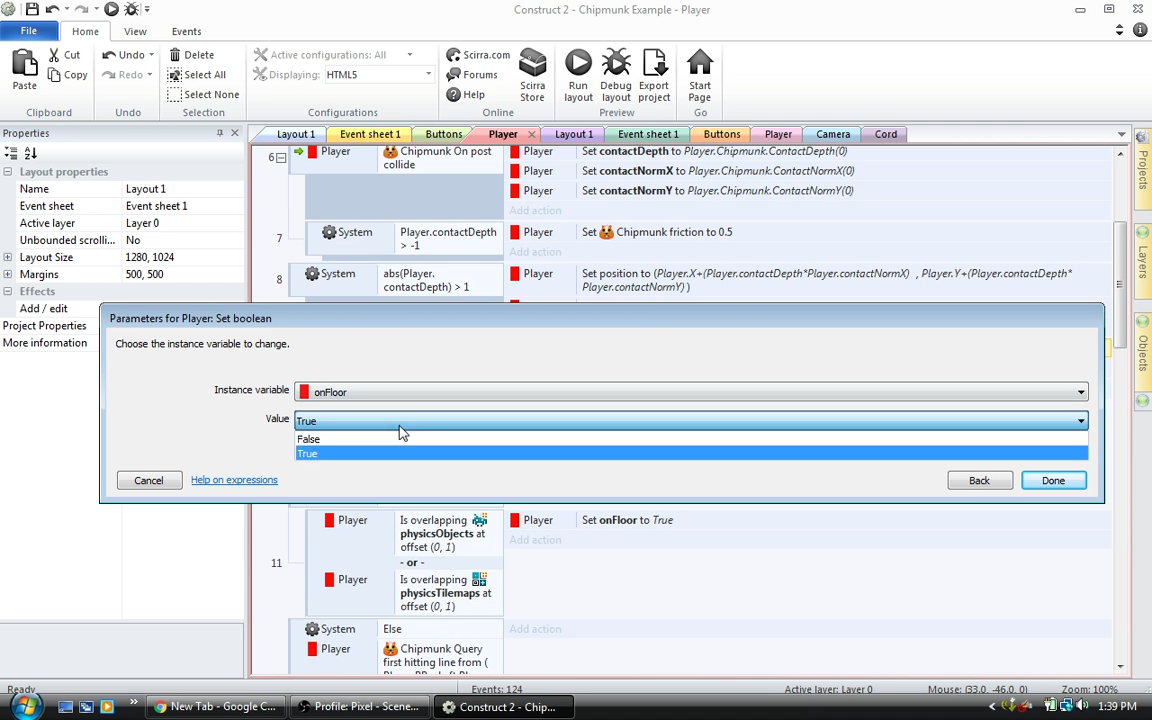 Construct 2 - Chipmunk Example - Player
File
Home
View
Events
Paste
Cut
Copy
Clipboard
Undo
Redo
Undo
Delete
Select All
Select None
Selection
Active configurations: All
Displaying: HTML5
Configurations
Scirra.com
Forums
Help
Scirra Store
Online
Run layout
Debug layout
Export project
Preview
Start Page
Go
Properties
Layout 1
Event sheet 1
Buttons
Player
Layout 1
Event sheet 1
Buttons
Player
Camera
Cord
Layout properties
Name Layout 1
Event sheet Event sheet 1
Active layer Layer 0
Unbounded scrolli... No
Layout Size 1280, 1024
Margins 500, 500
Effects
Add / edit
Project Properties
More information
6 Player Chipmunk On post collide
Player Set contactDepth to Player.Chipmunk.ContactDepth(0)
Player Set contactNormX to Player.Chipmunk.ContactNormX(0)
Player Set contactNormY to Player.Chipmunk.ContactNormY(0)
Add action
7 System Player.contactDepth > -1
Player Set Chipmunk friction to 0.5
Add action
8 System abs(Player.contactDepth) > 1
Player Set position to (Player.X+(Player.contactDepth*Player.contactNormX) , Player.Y+(Player.contactDepth*
Player.contactNormY) )
Projects
Layers
Objects
Parameters for Player: Set boolean
Choose the instance variable to change.
Instance variable onFloor
Value True
False
True
Cancel
Help on expressions
Back
Done
11
Player Is overlapping physicsObjects at offset (0, 1)
Player Set onFloor to True
Add action
- or -
Player Is overlapping physicsTilemaps at offset (0, 1)
System Else
Add action
Player Chipmunk Query first hitting line from (
Ready
Events: 124
Active layer: Layer 0
Mouse: (33.0, -46.0, 0)
Zoom: 100%
New Tab - Google C...
Profile: Pixel - Scene...
Construct 2 - Chip...
1:39 PM